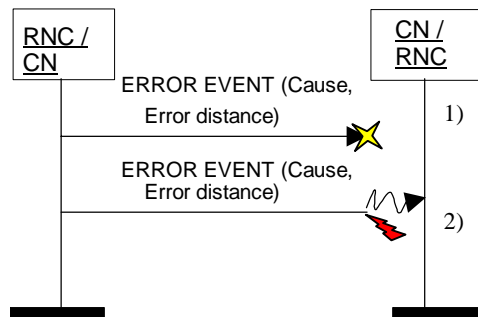 RNC /
CN
CN /
RNC
ERROR EVENT (Cause,
Error distance)
1)
ERROR EVENT (Cause,
Error distance)
2)